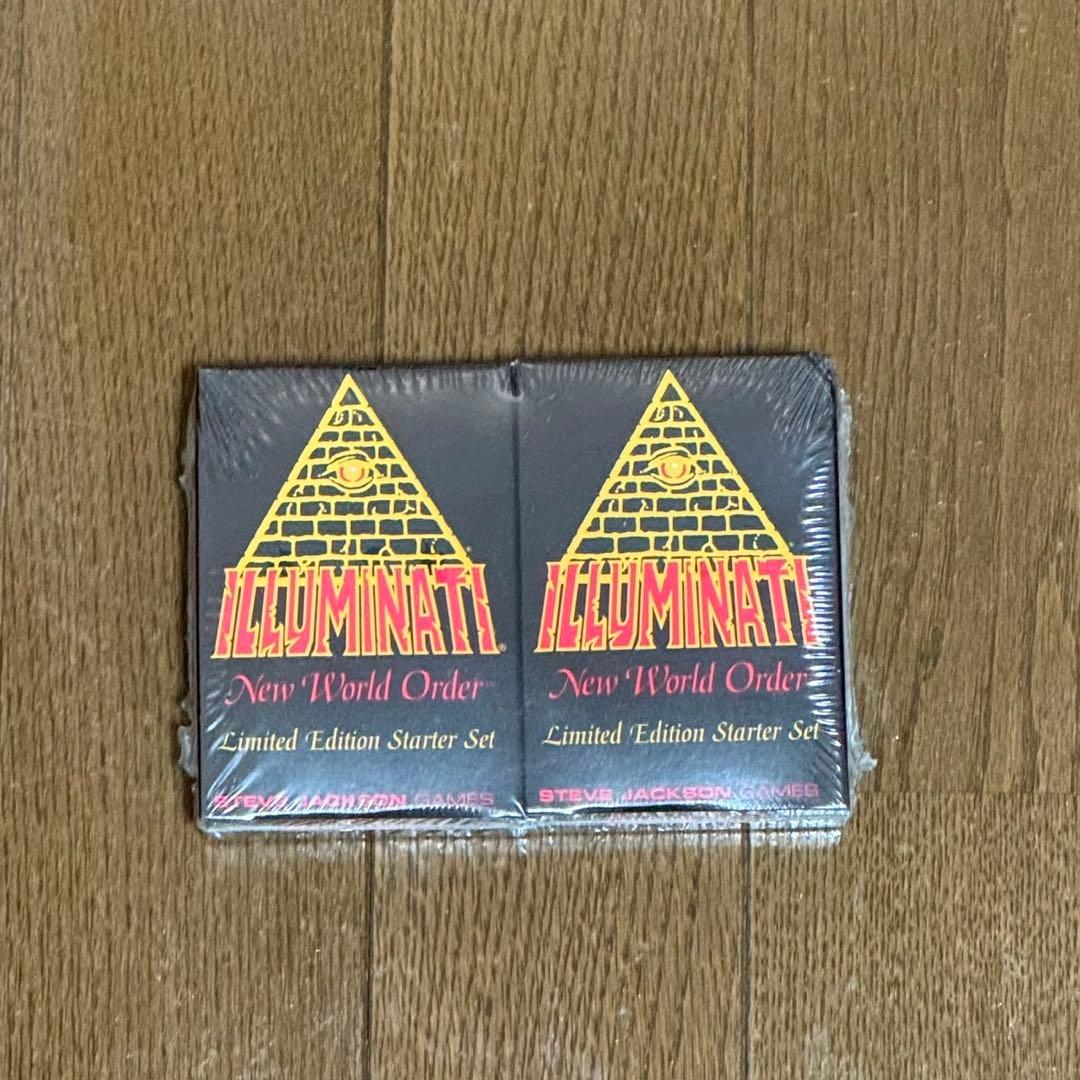 ILLUMINATI®
New World Order™
Limited Edition Starter Set
STEVE JACKSON GAMES
ILLUMINATI
New World Order
Limited Edition Starter Set
STEVE JACKSON GAMES